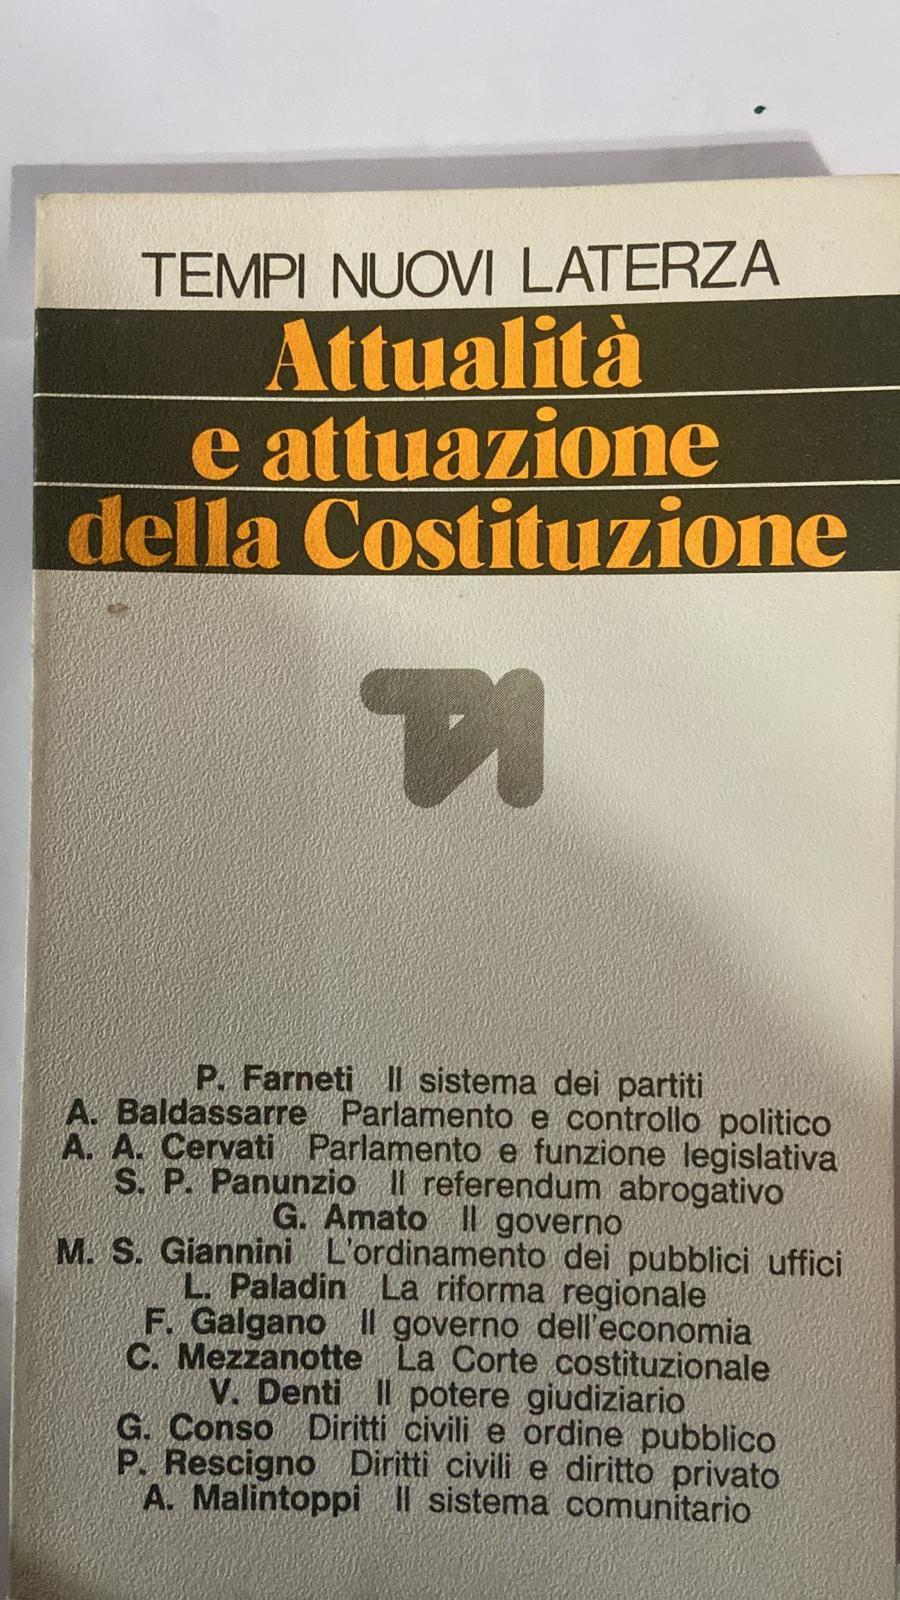 TEMPI NUOVI LATERZA
Attualità
e attuazione
della Costituzione
P. Farneti Il sistema dei partiti
A. Baldassarre Parlamento e controllo politico
A. A. Cervati Parlamento e funzione legislativa
S. P. Panunzio Il referendum abrogativo
G. Amato Il governo
M. S. Giannini L'ordinamento dei pubblici uffici
L. Paladin La riforma regionale
F. Galgano Il governo dell'economia
C. Mezzanotte La Corte costituzionale
V. Denti Il potere giudiziario
G. Conso Diritti civili e ordine pubblico
P. Rescigno Diritti civili e diritto privato
A. Malintoppi Il sistema comunitario